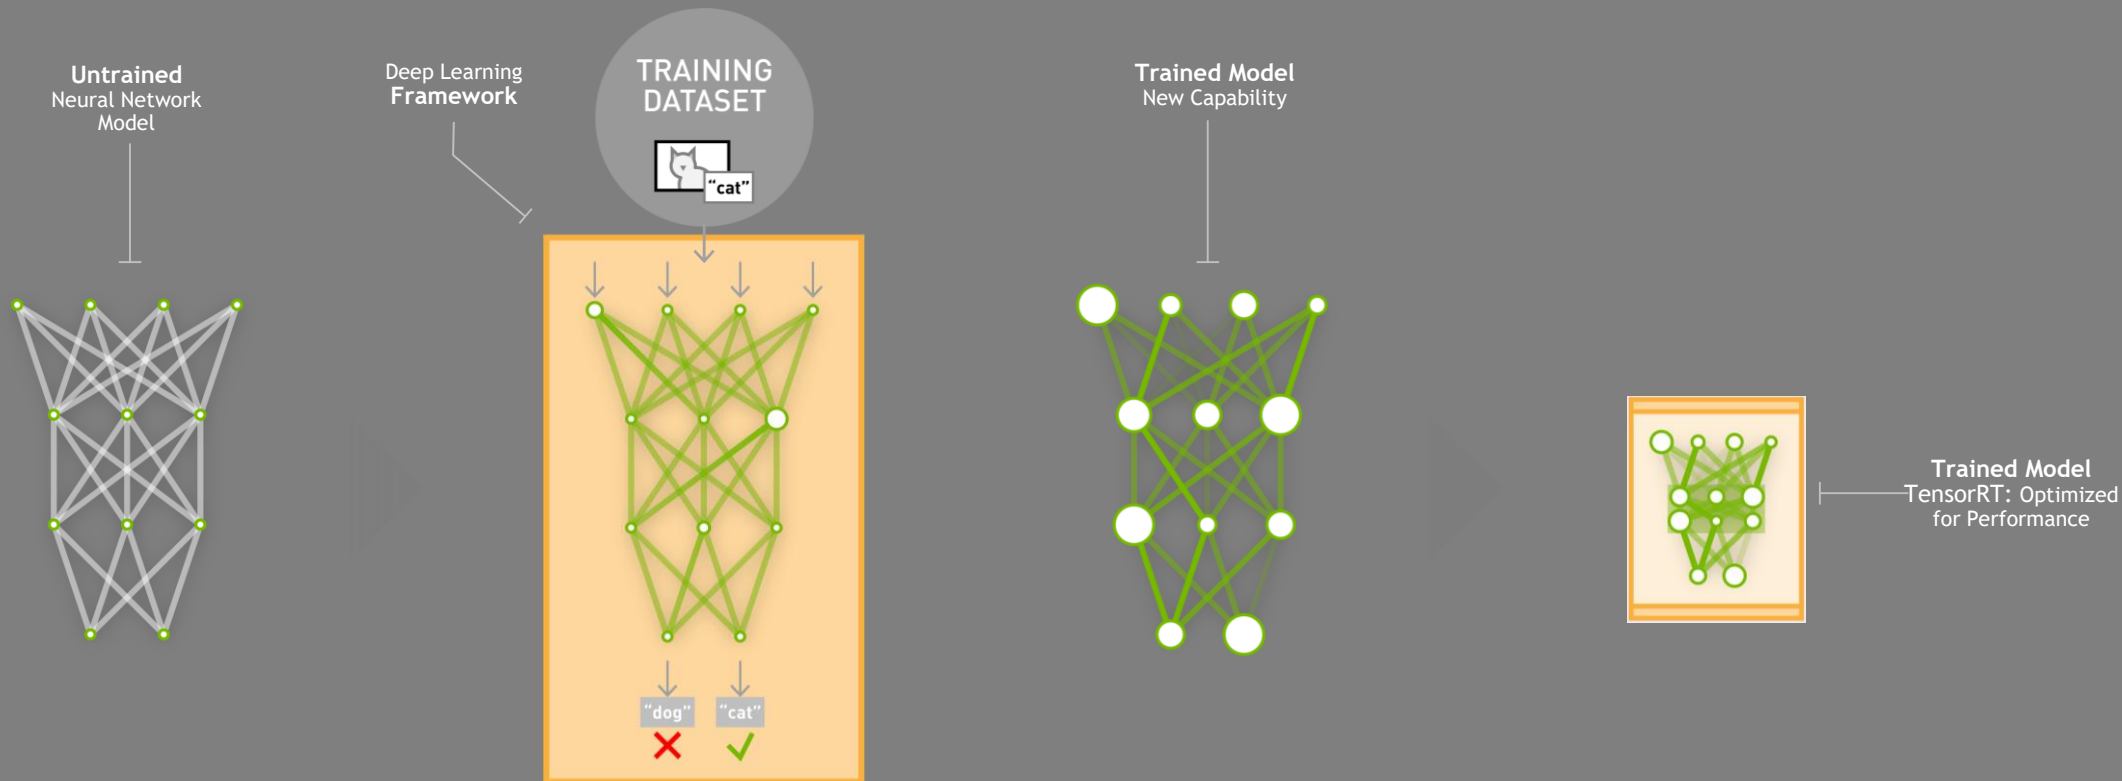 Untrained
Neural Network
Model
Deep Learning
Framework
TRAINING
DATASET
“cat”
“dog”
“cat”
Trained Model
New Capability
Trained Model
TensorRT: Optimized
for Performance